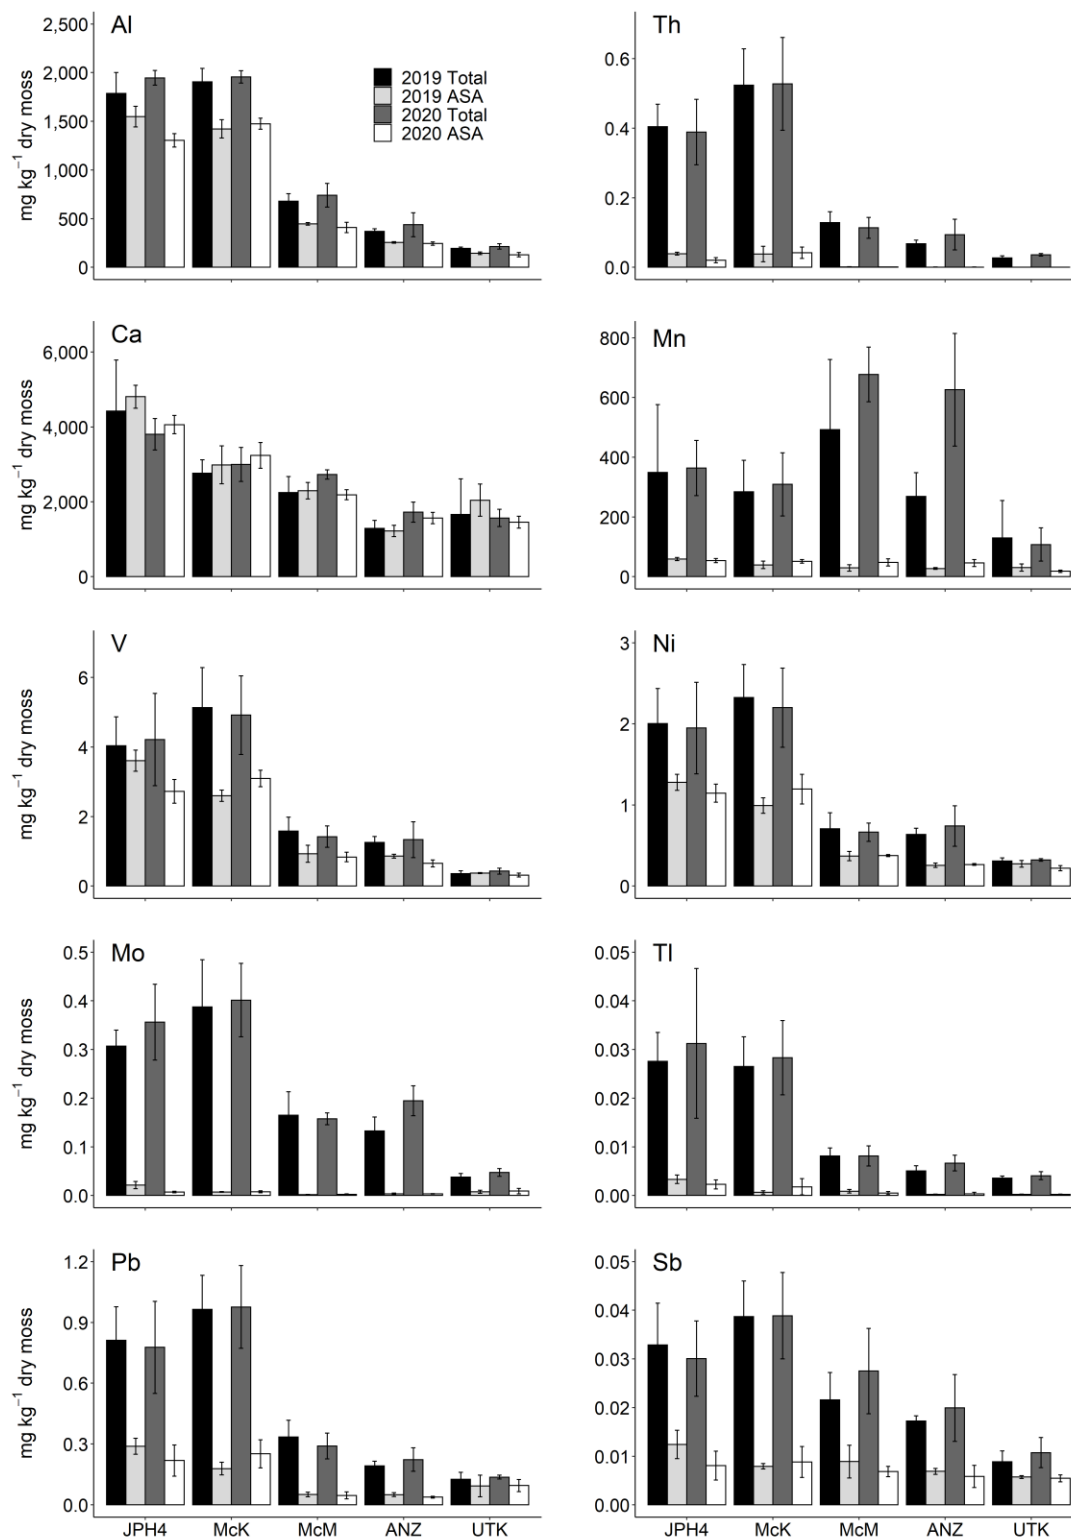 Al
2,500
2,000
1,500
1,000
500
0
mg kg−1 dry moss
2019 Total
2019 ASA
2020 Total
2020 ASA
Th
0.6
0.4
0.2
0.0
Ca
6,000
4,000
2,000
0
mg kg−1 dry moss
Mn
800
600
400
200
0
V
6
4
2
0
mg kg−1 dry moss
Ni
3
2
1
0
Mo
0.5
0.4
0.3
0.2
0.1
0.0
mg kg−1 dry moss
Tl
0.05
0.04
0.03
0.02
0.01
0.00
Pb
1.2
0.9
0.6
0.3
0.0
mg kg−1 dry moss
JPH4 McK McM ANZ UTK
Sb
0.05
0.04
0.03
0.02
0.01
0.00
JPH4 McK McM ANZ UTK